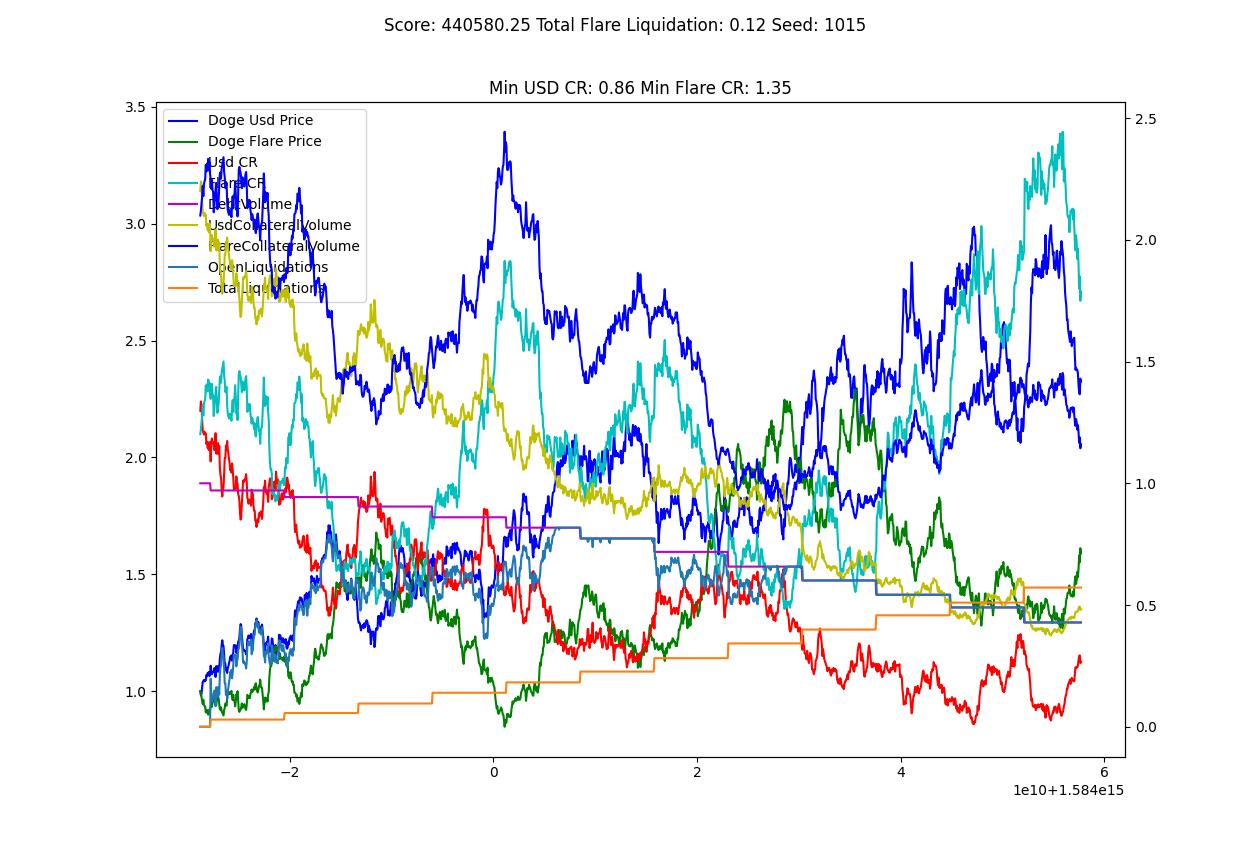 Score: 440580.25 Total Flare Liquidation: 0.12 Seed: 1015
Min USD CR: 0.86 Min Flare CR: 1.35
Doge Usd Price
Doge Flare Price
Usd CR
Flare CR
DebtVolume
UsdCollateralVolume
FlareCollateralVolume
OpenLiquidations
TotalLiquidations
3.5
3.0
2.5
2.0
1.5
1.0
2.5
2.0
1.5
1.0
0.5
0.0
−2
0
2
4
6
1e10+1.584e15